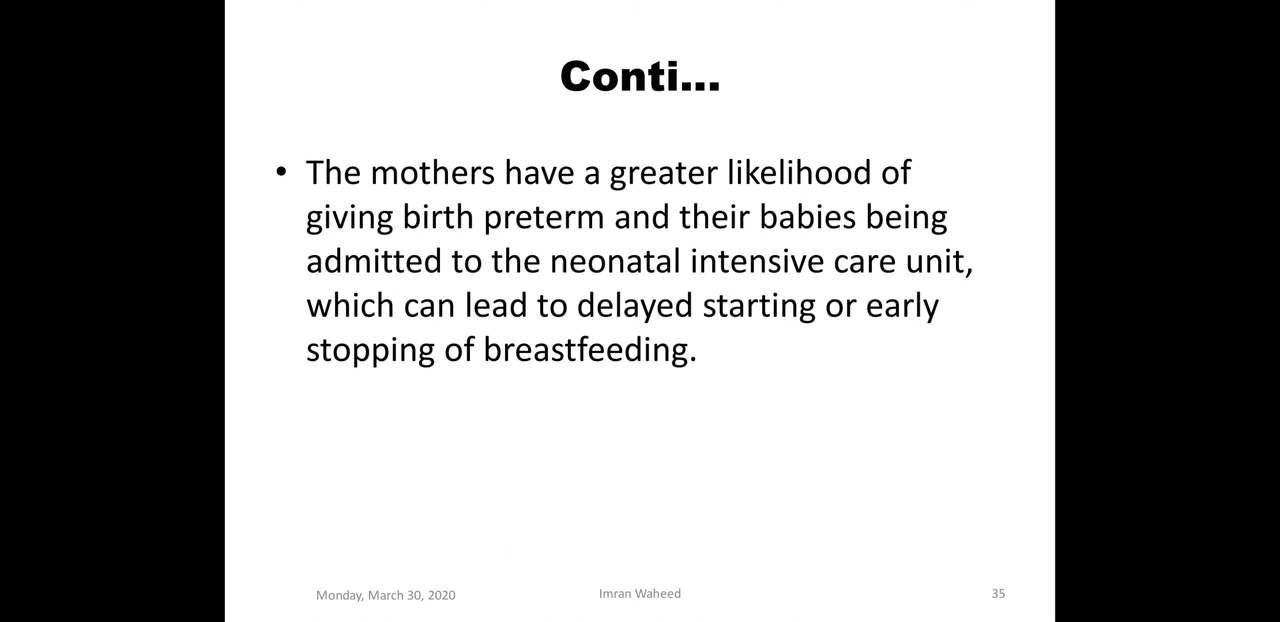 Conti...
• The mothers have a greater likelihood of
giving birth preterm and their babies being
admitted to the neonatal intensive care unit,
which can lead to delayed starting or early
stopping of breastfeeding.
Monday, March 30, 2020 Imran Waheed 35